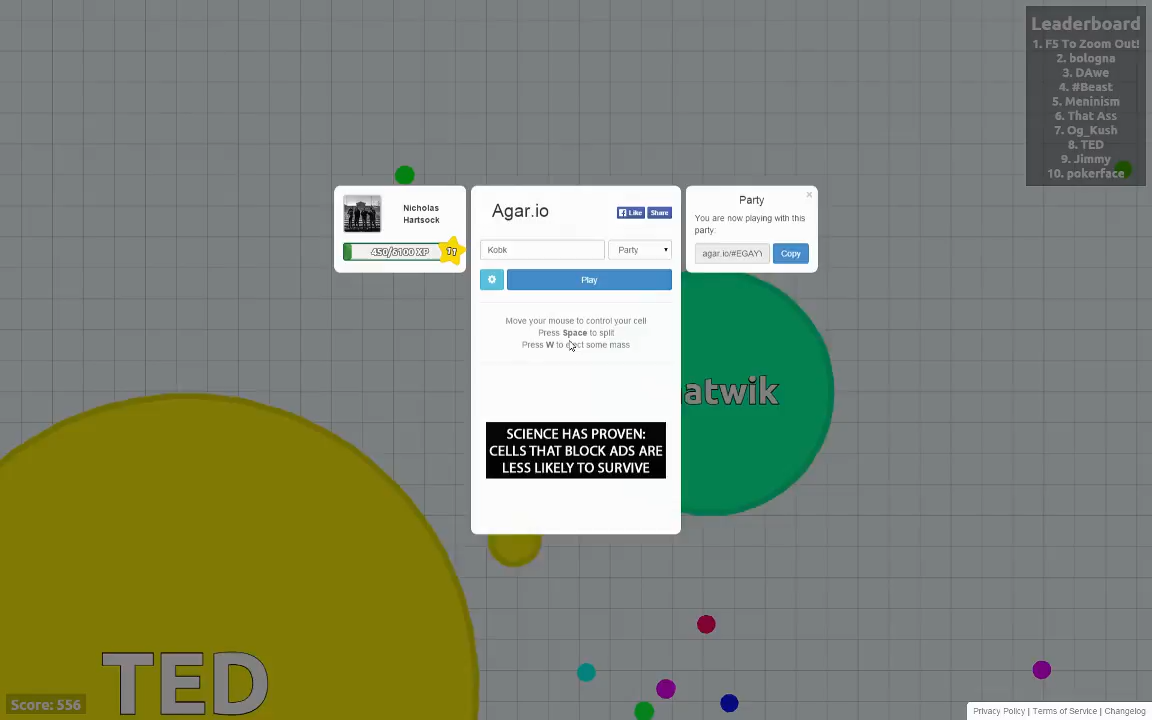 Leaderboard
1. F5 To Zoom Out!
2. bologna
3. DAwe
4. #Beast
5. Meninism
6. That Ass
7. Og_Kush
8. TED
9. Jimmy
10. pokerface
Nicholas
Hartsock
450/6100 XP
Agar.io
Like
Share
Kobk
Party
Play
Move your mouse to control your cell
Press Space to split
Press W to eject some mass
SCIENCE HAS PROVEN:
CELLS THAT BLOCK ADS ARE
LESS LIKELY TO SURVIVE
Party
×
You are now playing with this
party:
agar.io/#EGAY
Copy
atwik
TED
Score: 556
Privacy Policy | Terms of Service | Changelog